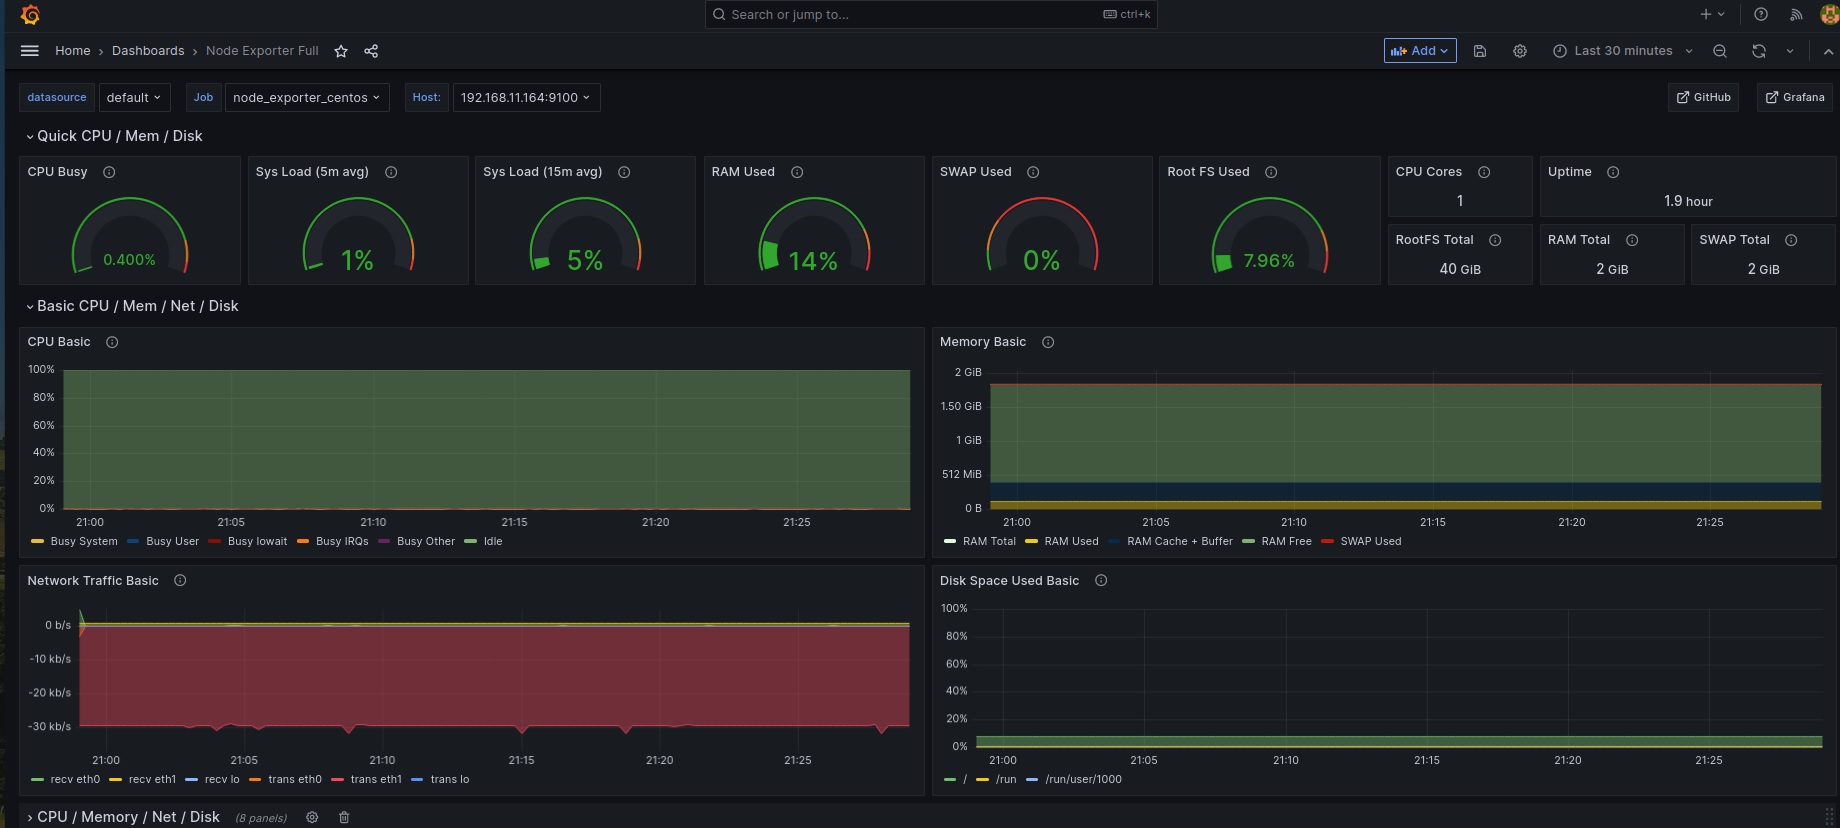 Search or jump to...
ctrl+k
Home › Dashboards › Node Exporter Full
Add
Last 30 minutes
datasource default Job node_exporter_centos Host: 192.168.11.164:9100
GitHub
Grafana
Quick CPU / Mem / Disk
CPU Busy
0.400%
Sys Load (5m avg)
1%
Sys Load (15m avg)
5%
RAM Used
14%
SWAP Used
0%
Root FS Used
7.96%
CPU Cores
1
Uptime
1.9 hour
RootFS Total
40 GiB
RAM Total
2 GiB
SWAP Total
2 GiB
Basic CPU / Mem / Net / Disk
CPU Basic
100%
80%
60%
40%
20%
0%
21:00 21:05 21:10 21:15 21:20 21:25
Busy System Busy User Busy Iowait Busy IRQs Busy Other Idle
Memory Basic
2 GiB
1.50 GiB
1 GiB
512 MiB
0 B
21:00 21:05 21:10 21:15 21:20 21:25
RAM Total RAM Used RAM Cache + Buffer RAM Free SWAP Used
Network Traffic Basic
0 b/s
-10 kb/s
-20 kb/s
-30 kb/s
21:00 21:05 21:10 21:15 21:20 21:25
recv eth0 recv eth1 recv lo trans eth0 trans eth1 trans lo
Disk Space Used Basic
100%
80%
60%
40%
20%
0%
21:00 21:05 21:10 21:15 21:20 21:25
/ /run /run/user/1000
CPU / Memory / Net / Disk (8 panels)